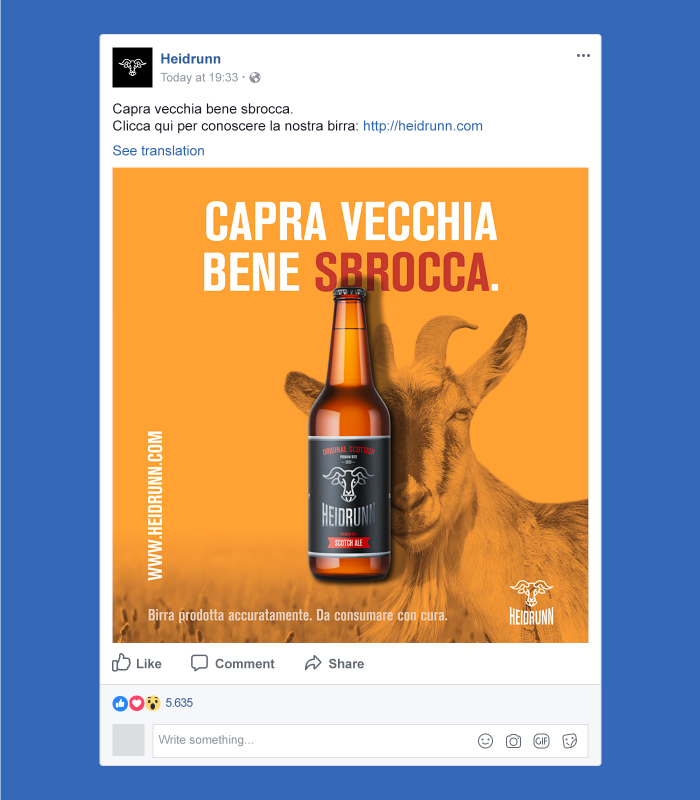 Heidrunn
Today at 19:33 ·
Capra vecchia bene sbrocca.
Clicca qui per conoscere la nostra birra: http://heidrunn.com
See translation
CAPRA VECCHIA
BENE SBROCCA.
ORIGINAL SCOTTISH
PREMIUM BEER
HEIDRUNN
SCOTCH ALE
WWW.HEIDRUNN.COM
Birra prodotta accuratamente. Da consumare con cura.
HEIDRUNN
Like Comment Share
5.635
Write something...
GIF